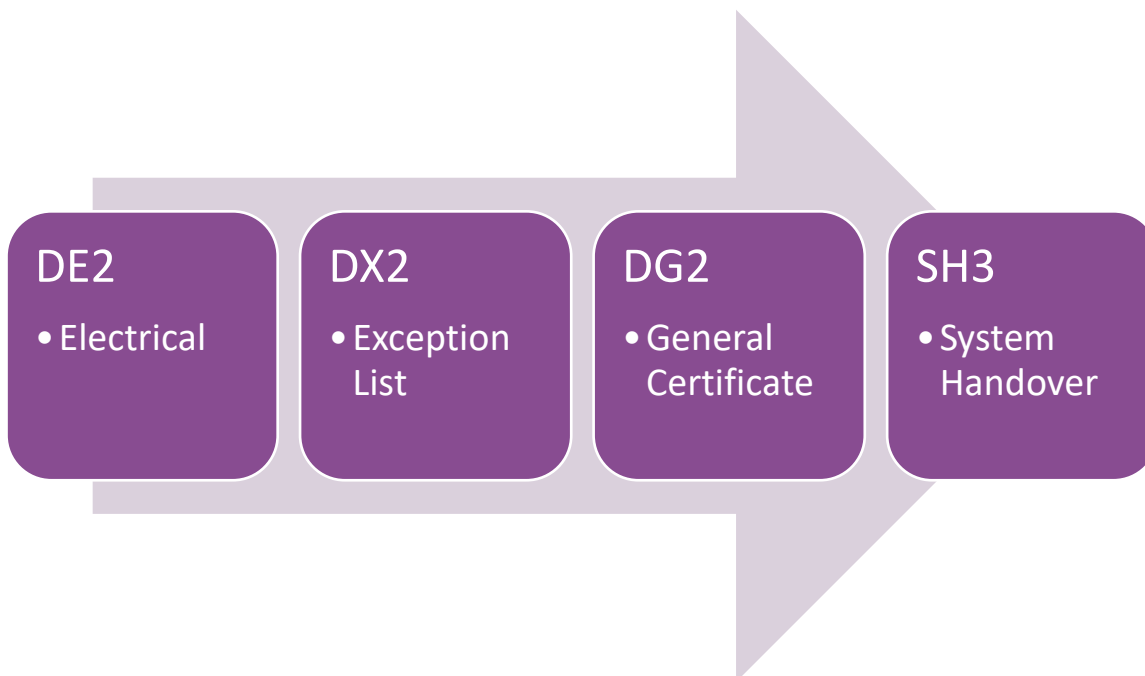 DE2
• Electrical
DX2
• Exception
List
DG2
• General
Certificate
SH3
• System
Handover